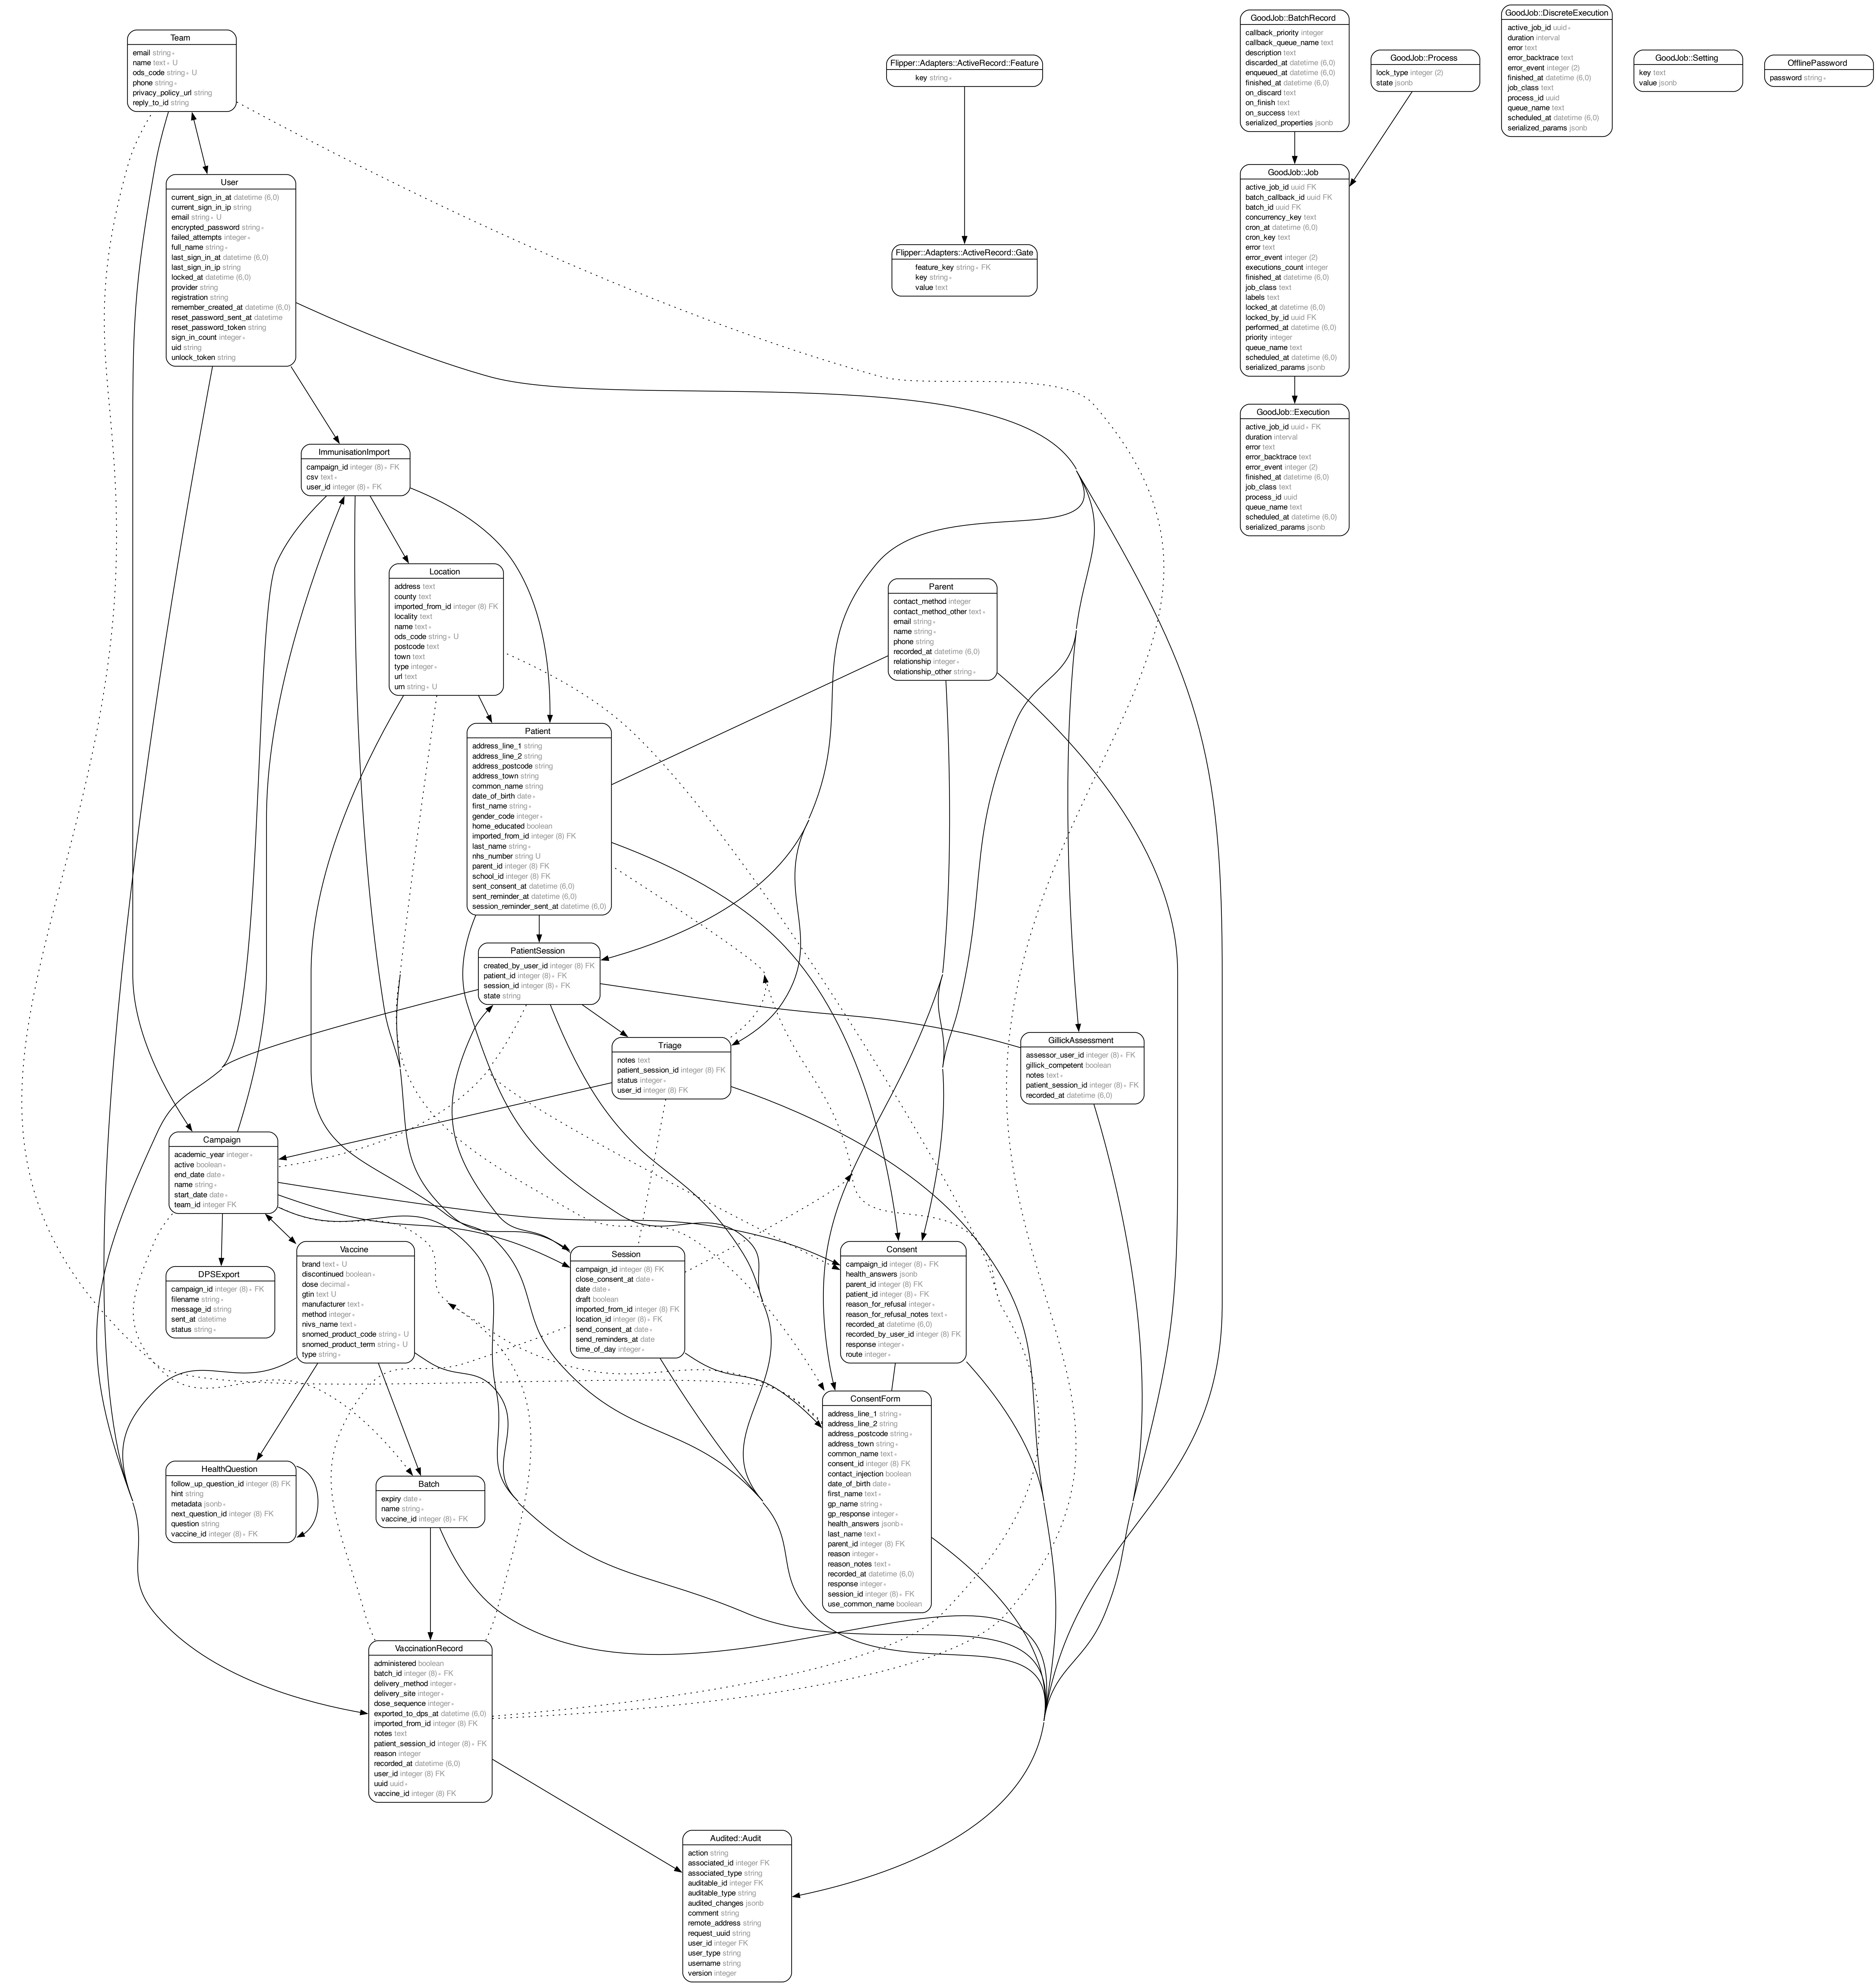 Team
email string ∗
name text ∗ U
ods_code string ∗ U
phone string ∗
privacy_policy_url string
reply_to_id string
User
current_sign_in_at datetime (6,0)
current_sign_in_ip string
email string ∗ U
encrypted_password string ∗
failed_attempts integer ∗
full_name string ∗
last_sign_in_at datetime (6,0)
last_sign_in_ip string
locked_at datetime (6,0)
provider string
registration string
remember_created_at datetime (6,0)
reset_password_sent_at datetime
reset_password_token string
sign_in_count integer ∗
uid string
unlock_token string
Flipper::Adapters::ActiveRecord::Feature
key string ∗
Flipper::Adapters::ActiveRecord::Gate
feature_key string ∗ FK
key string ∗
value text
GoodJob::BatchRecord
callback_priority integer
callback_queue_name text
description text
discarded_at datetime (6,0)
enqueued_at datetime (6,0)
finished_at datetime (6,0)
on_discard text
on_finish text
on_success text
serialized_properties jsonb
GoodJob::Process
lock_type integer (2)
state jsonb
GoodJob::DiscreteExecution
active_job_id uuid ∗
duration interval
error text
error_backtrace text
error_event integer (2)
finished_at datetime (6,0)
job_class text
process_id uuid
queue_name text
scheduled_at datetime (6,0)
serialized_params jsonb
GoodJob::Setting
key text
value jsonb
OfflinePassword
password string ∗
GoodJob::Job
active_job_id uuid FK
batch_callback_id uuid FK
batch_id uuid FK
concurrency_key text
cron_at datetime (6,0)
cron_key text
error text
error_event integer (2)
executions_count integer
finished_at datetime (6,0)
job_class text
labels text
locked_at datetime (6,0)
locked_by_id uuid FK
performed_at datetime (6,0)
priority integer
queue_name text
scheduled_at datetime (6,0)
serialized_params jsonb
GoodJob::Execution
active_job_id uuid ∗ FK
duration interval
error text
error_backtrace text
error_event integer (2)
finished_at datetime (6,0)
job_class text
process_id uuid
queue_name text
scheduled_at datetime (6,0)
serialized_params jsonb
ImmunisationImport
campaign_id integer (8) ∗ FK
csv text ∗
user_id integer (8) ∗ FK
Location
address text
county text
imported_from_id integer (8) FK
locality text
name text ∗
ods_code string ∗ U
postcode text
town text
type integer ∗
url text
urn string ∗ U
Parent
contact_method integer
contact_method_other text ∗
email string ∗
name string ∗
phone string
recorded_at datetime (6,0)
relationship integer ∗
relationship_other string ∗
Patient
address_line_1 string
address_line_2 string
address_postcode string
address_town string
common_name string
date_of_birth date ∗
first_name string ∗
gender_code integer ∗
home_educated boolean
imported_from_id integer (8) FK
last_name string ∗
nhs_number string U
parent_id integer (8) FK
school_id integer (8) FK
sent_consent_at datetime (6,0)
sent_reminder_at datetime (6,0)
session_reminder_sent_at datetime (6,0)
PatientSession
created_by_user_id integer (8) FK
patient_id integer (8) ∗ FK
session_id integer (8) ∗ FK
state string
Triage
notes text
patient_session_id integer (8) FK
status integer ∗
user_id integer (8) FK
GillickAssessment
assessor_user_id integer (8) ∗ FK
gillick_competent boolean
notes text ∗
patient_session_id integer (8) ∗ FK
recorded_at datetime (6,0)
Campaign
academic_year integer ∗
active boolean ∗
end_date date ∗
name string ∗
start_date date ∗
team_id integer FK
DPSExport
campaign_id integer (8) ∗ FK
filename string ∗
message_id string
sent_at datetime
status string ∗
Vaccine
brand text ∗ U
discontinued boolean ∗
dose decimal ∗
gtin text U
manufacturer text ∗
method integer ∗
nivs_name text ∗
snomed_product_code string ∗ U
snomed_product_term string ∗ U
type string ∗
Session
campaign_id integer (8) FK
close_consent_at date ∗
date date ∗
draft boolean
imported_from_id integer (8) FK
location_id integer (8) ∗ FK
send_consent_at date ∗
send_reminders_at date
time_of_day integer ∗
Consent
campaign_id integer (8) ∗ FK
health_answers jsonb
parent_id integer (8) FK
patient_id integer (8) ∗ FK
reason_for_refusal integer ∗
reason_for_refusal_notes text ∗
recorded_at datetime (6,0)
recorded_by_user_id integer (8) FK
response integer ∗
route integer ∗
ConsentForm
address_line_1 string ∗
address_line_2 string
address_postcode string ∗
address_town string ∗
common_name text ∗
consent_id integer (8) FK
contact_injection boolean
date_of_birth date ∗
first_name text ∗
gp_name string ∗
gp_response integer ∗
health_answers jsonb ∗
last_name text ∗
parent_id integer (8) FK
reason integer ∗
reason_notes text ∗
recorded_at datetime (6,0)
response integer ∗
session_id integer (8) ∗ FK
use_common_name boolean
HealthQuestion
follow_up_question_id integer (8) FK
hint string
metadata jsonb ∗
next_question_id integer (8) FK
question string
vaccine_id integer (8) ∗ FK
Batch
expiry date ∗
name string ∗
vaccine_id integer (8) ∗ FK
VaccinationRecord
administered boolean
batch_id integer (8) ∗ FK
delivery_method integer ∗
delivery_site integer ∗
dose_sequence integer ∗
exported_to_dps_at datetime (6,0)
imported_from_id integer (8) FK
notes text
patient_session_id integer (8) ∗ FK
reason integer
recorded_at datetime (6,0)
user_id integer (8) FK
uuid uuid ∗
vaccine_id integer (8) FK
Audited::Audit
action string
associated_id integer FK
associated_type string
auditable_id integer FK
auditable_type string
audited_changes jsonb
comment string
remote_address string
request_uuid string
user_id integer FK
user_type string
username string
version integer